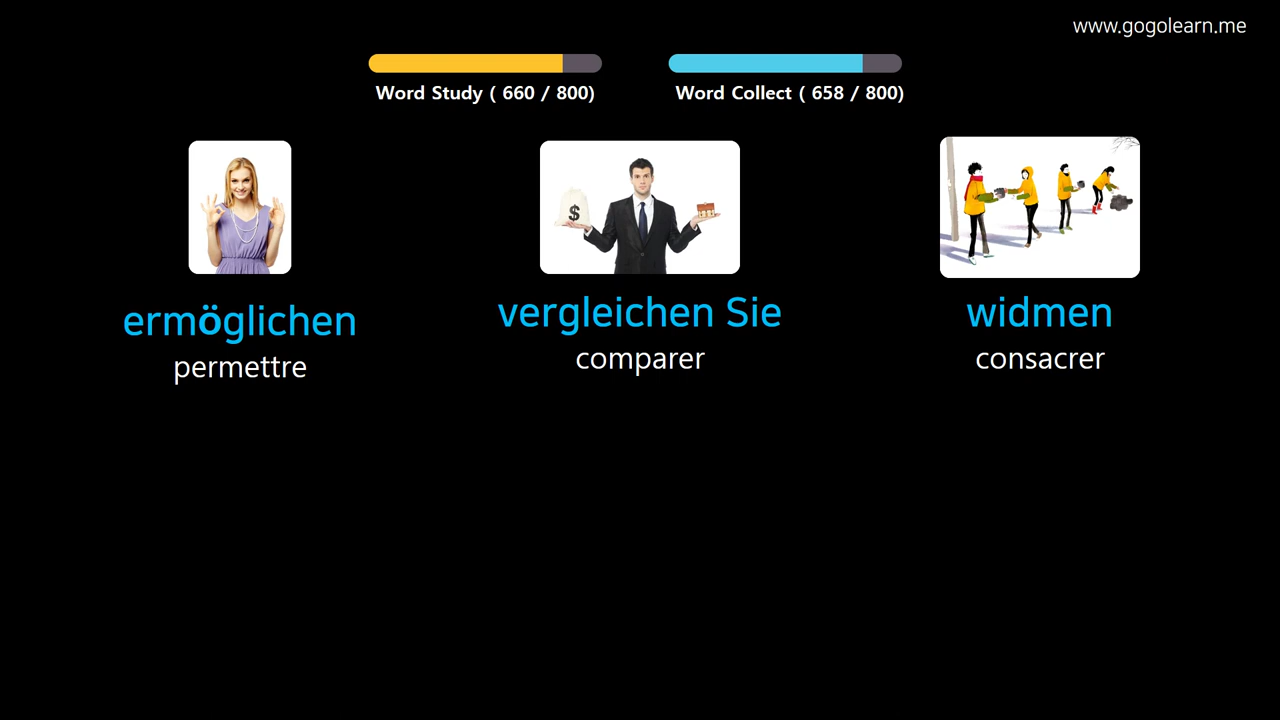 www.gogolearn.me
Word Study ( 660 / 800)
Word Collect ( 658 / 800)
$
ermöglichen
permettre
vergleichen Sie
comparer
widmen
consacrer